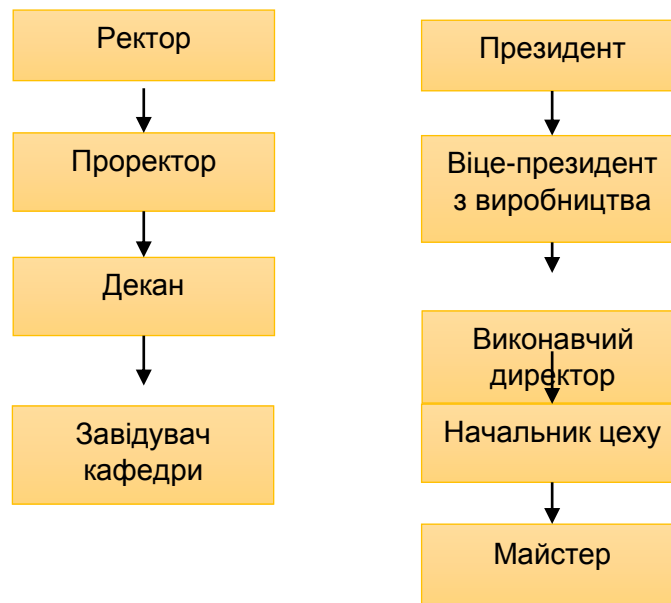 Ректор
Проректор
Декан
Завідувач
кафедри
Президент
Віце-президент
з виробництва
Виконавчий
директор
Начальник цеху
Майстер